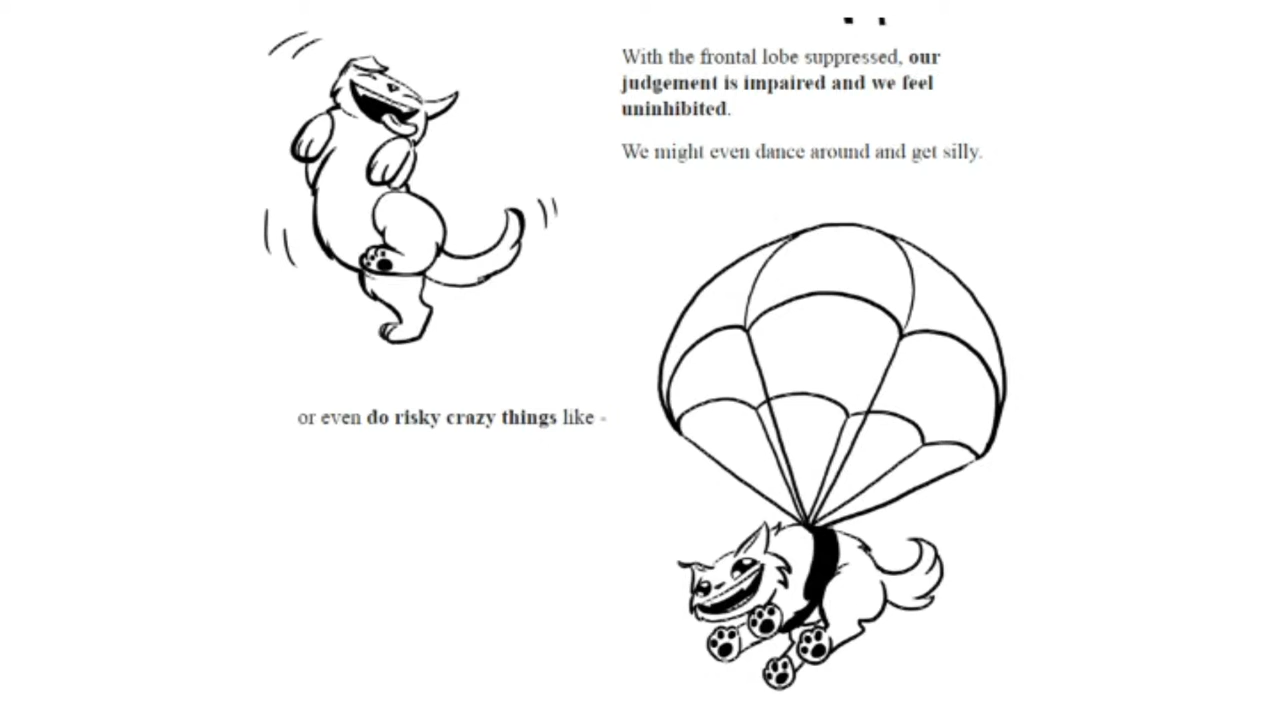 With the frontal lobe suppressed, our
judgement is impaired and we feel
uninhibited.
We might even dance around and get silly.
or even do risky crazy things like -